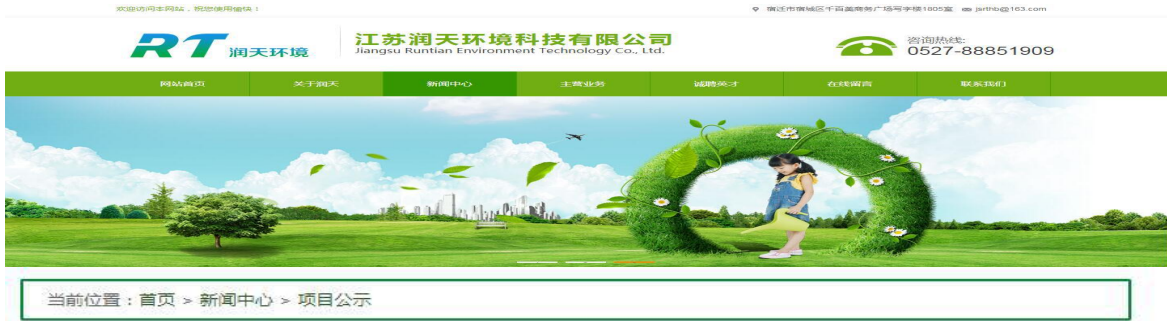 欢迎访问本网站，祝您使用愉快！
宿迁市宿城区千百美商务广场写字楼1805室 jsrthb@163.com
RT 润天环境
江苏润天环境科技有限公司
Jiangsu Runtian Environment Technology Co., Ltd.
咨询热线:
0527-88851909
网站首页 关于润天 新闻中心 主营业务 诚聘英才 在线留言 联系我们
当前位置：首页 > 新闻中心 > 项目公示